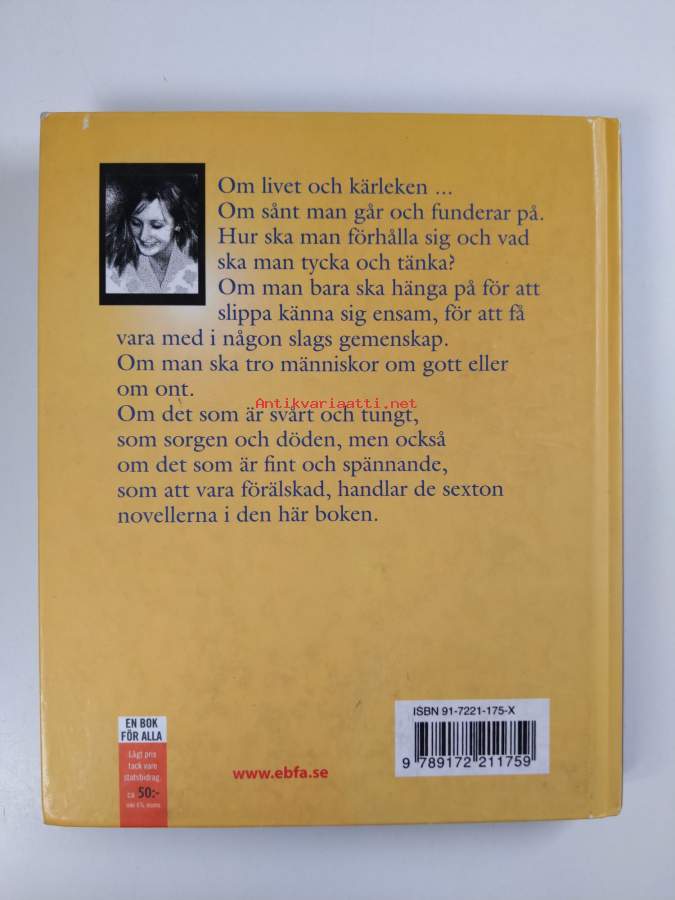 Om livet och kärleken ...
Om sånt man går och funderar på.
Hur ska man förhålla sig och vad
ska man tycka och tänka?
Om man bara ska hänga på för att
slippa känna sig ensam, för att få
vara med i någon slags gemenskap.
Om man ska tro människor om gott eller
om ont.
Antikvariaatti.net
Om det som är svårt och tungt,
som sorgen och döden, men också
om det som är fint och spännande,
som att vara förälskad, handlar de sexton
novellerna i den här boken.
EN BOK
FÖR ALLA
Lågt pris
tack vare
statsbidrag.
ca 50:-
inkl 6% moms
www.ebfa.se
ISBN 91-7221-175-X
9 789172 211759